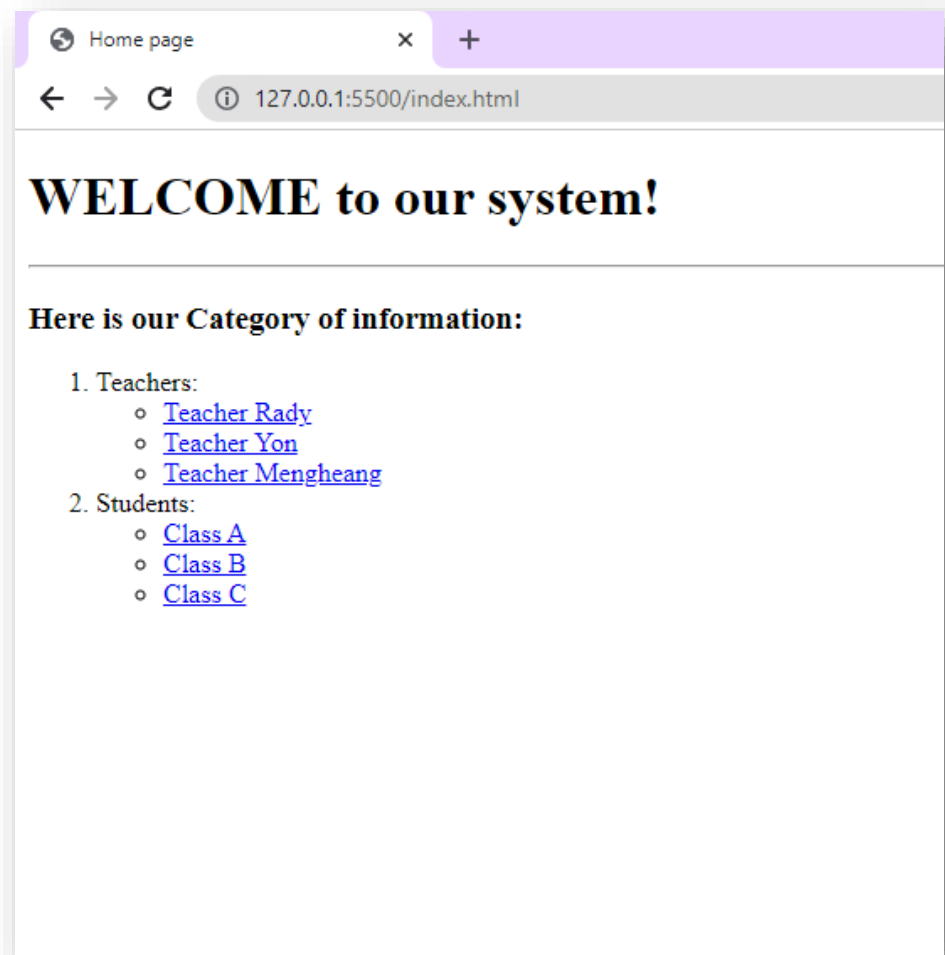 Home page
127.0.0.1:5500/index.html
WELCOME to our system!
Here is our Category of information:
1. Teachers:
Teacher Rady
Teacher Yon
Teacher Mengheang
2. Students:
Class A
Class B
Class C